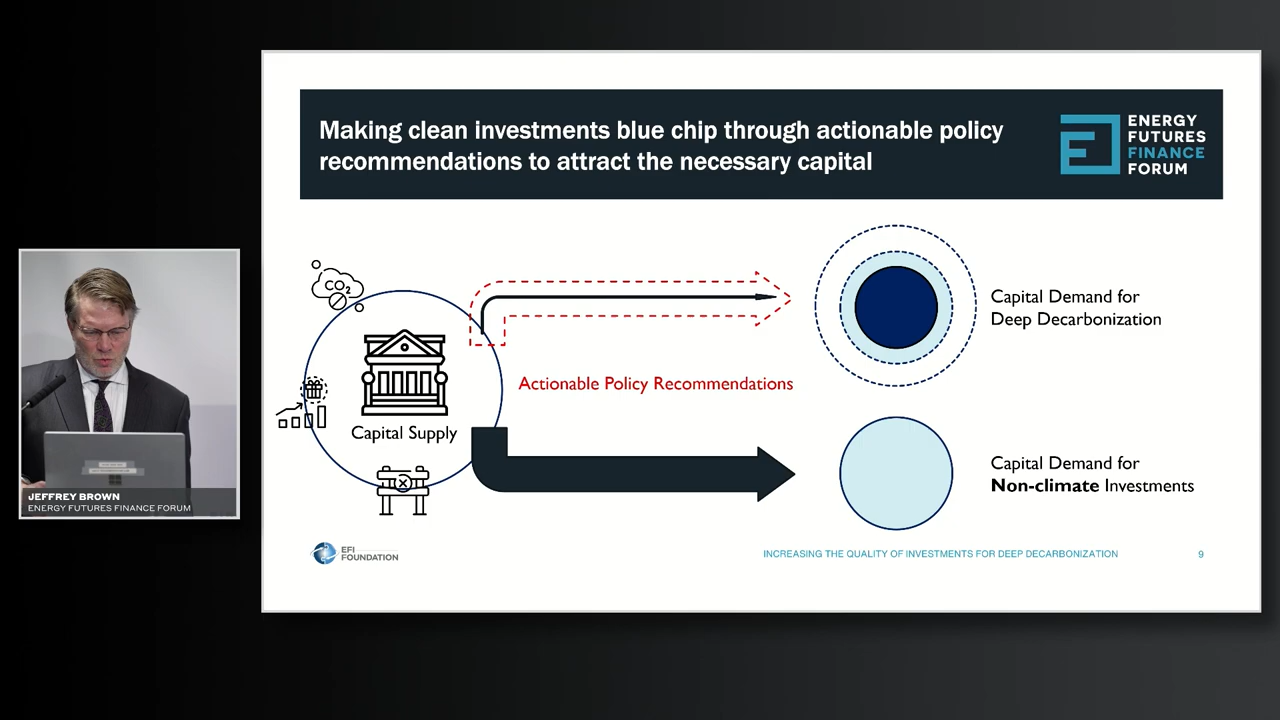 Making clean investments blue chip through actionable policy
recommendations to attract the necessary capital
ENERGY
FUTURES
FINANCE
FORUM
CO2
Capital Demand for
Deep Decarbonization
Actionable Policy Recommendations
Capital Supply
Capital Demand for
Non-climate Investments
JEFFREY BROWN
ENERGY FUTURES FINANCE FORUM
EFI
FOUNDATION
INCREASING THE QUALITY OF INVESTMENTS FOR DEEP DECARBONIZATION
9